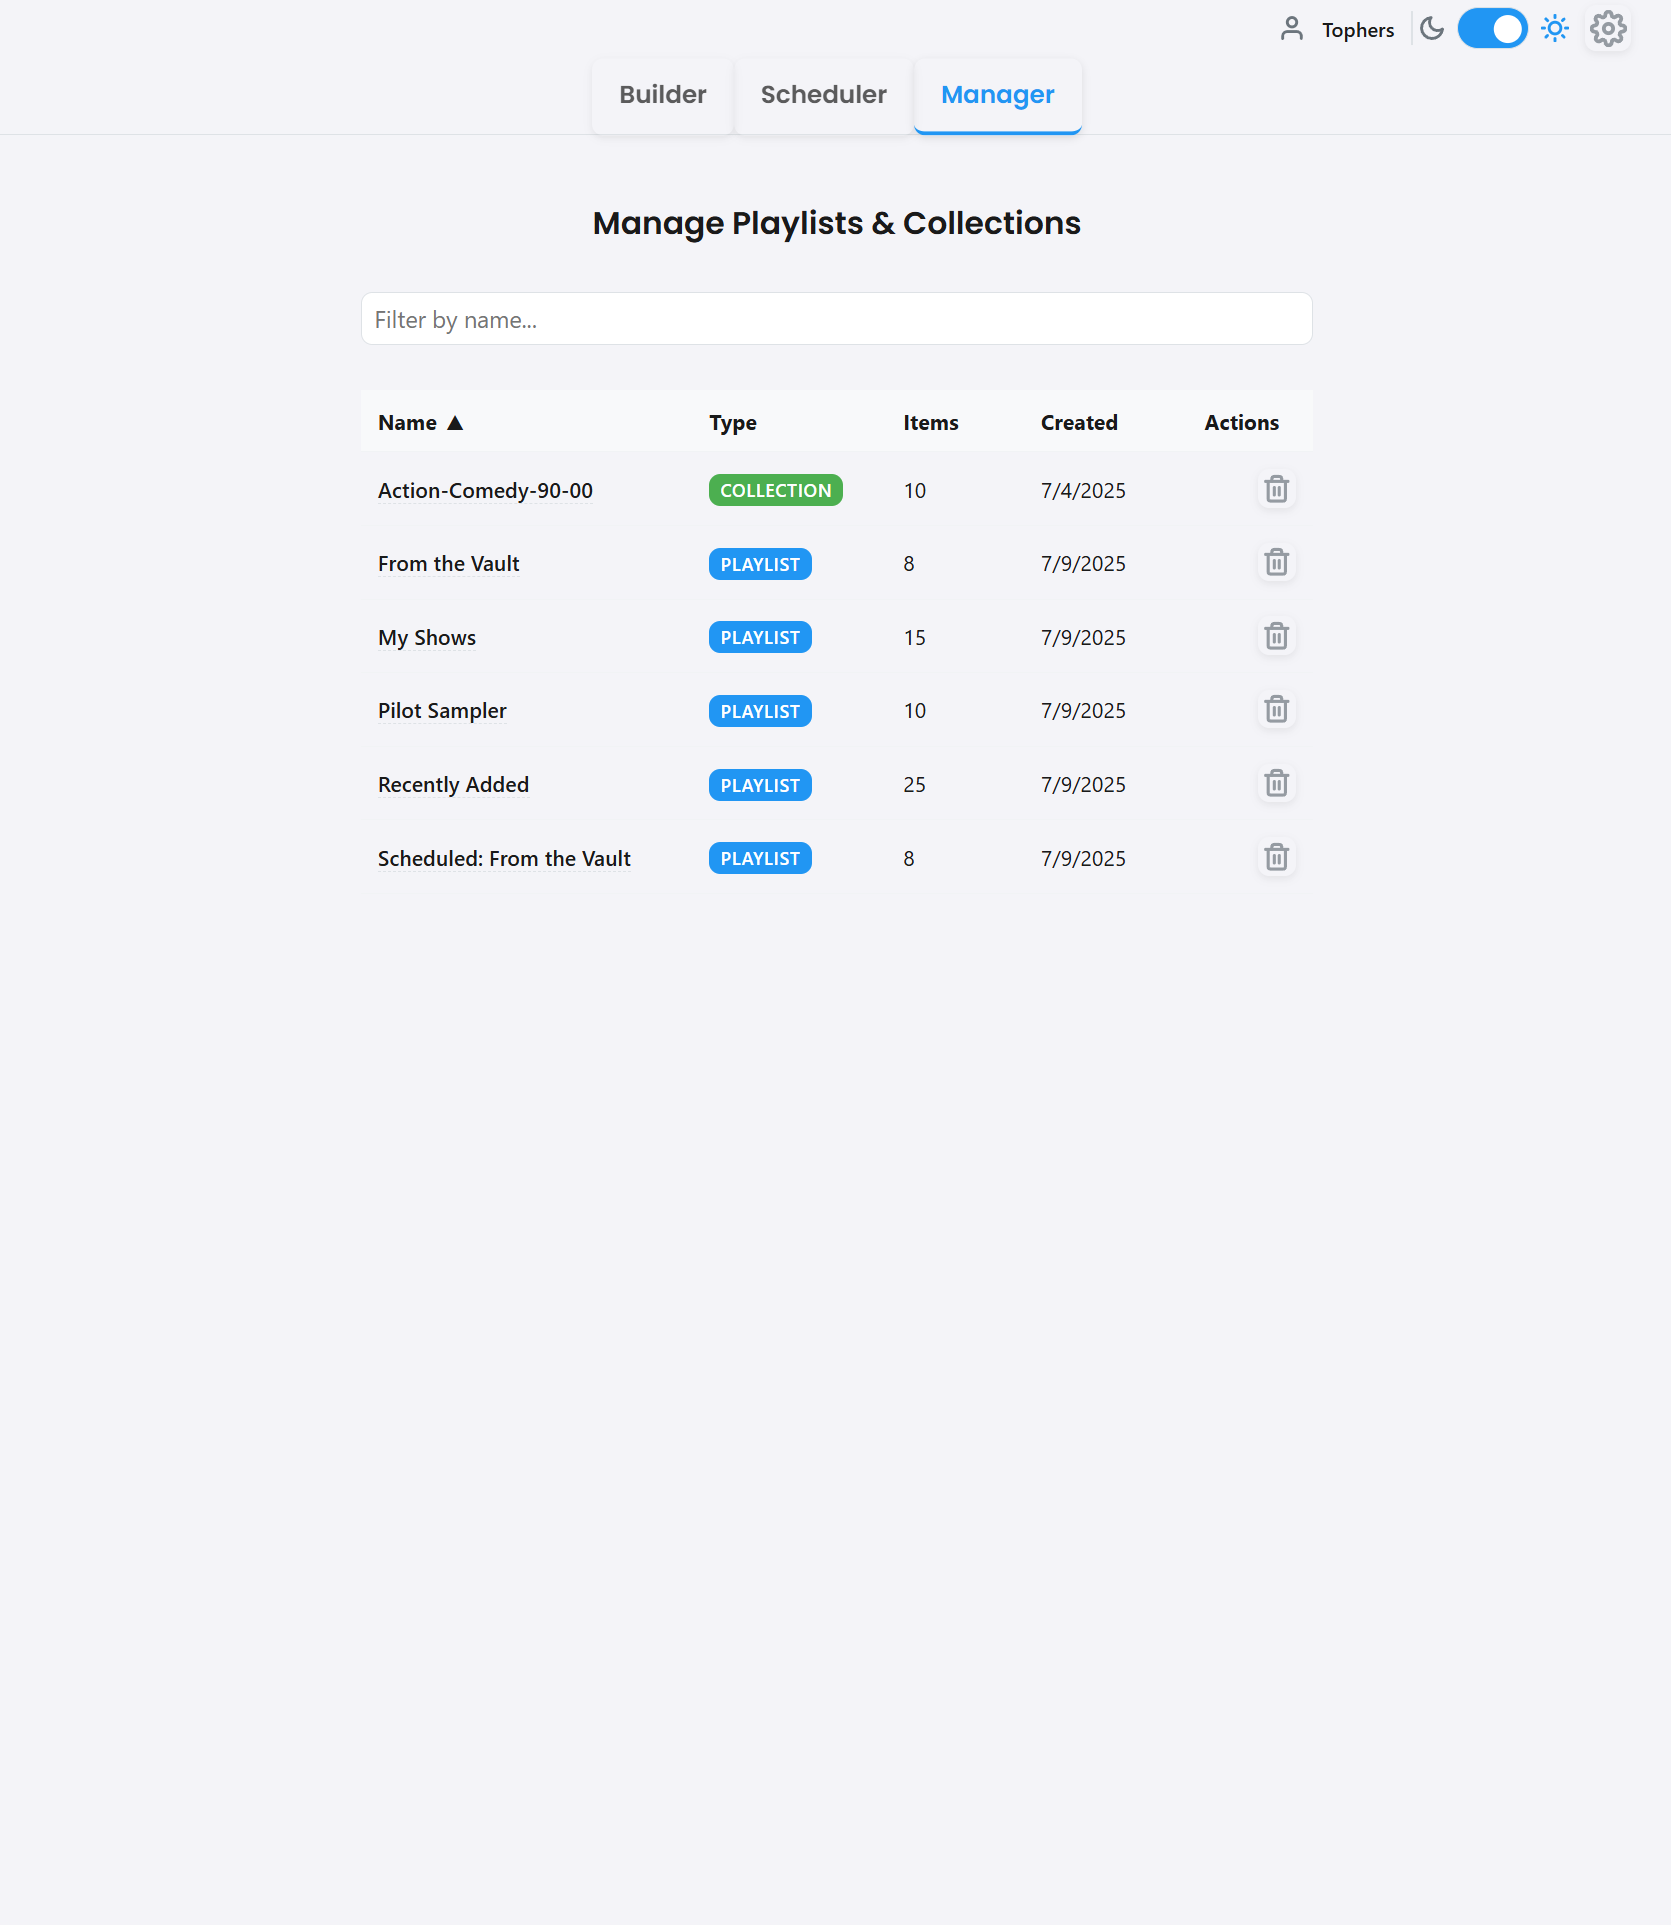 Tophers
Builder Scheduler Manager
Manage Playlists & Collections
Filter by name...
Name ▲ Type Items Created Actions
Action-Comedy-90-00 COLLECTION 10 7/4/2025
From the Vault PLAYLIST 8 7/9/2025
My Shows PLAYLIST 15 7/9/2025
Pilot Sampler PLAYLIST 10 7/9/2025
Recently Added PLAYLIST 25 7/9/2025
Scheduled: From the Vault PLAYLIST 8 7/9/2025